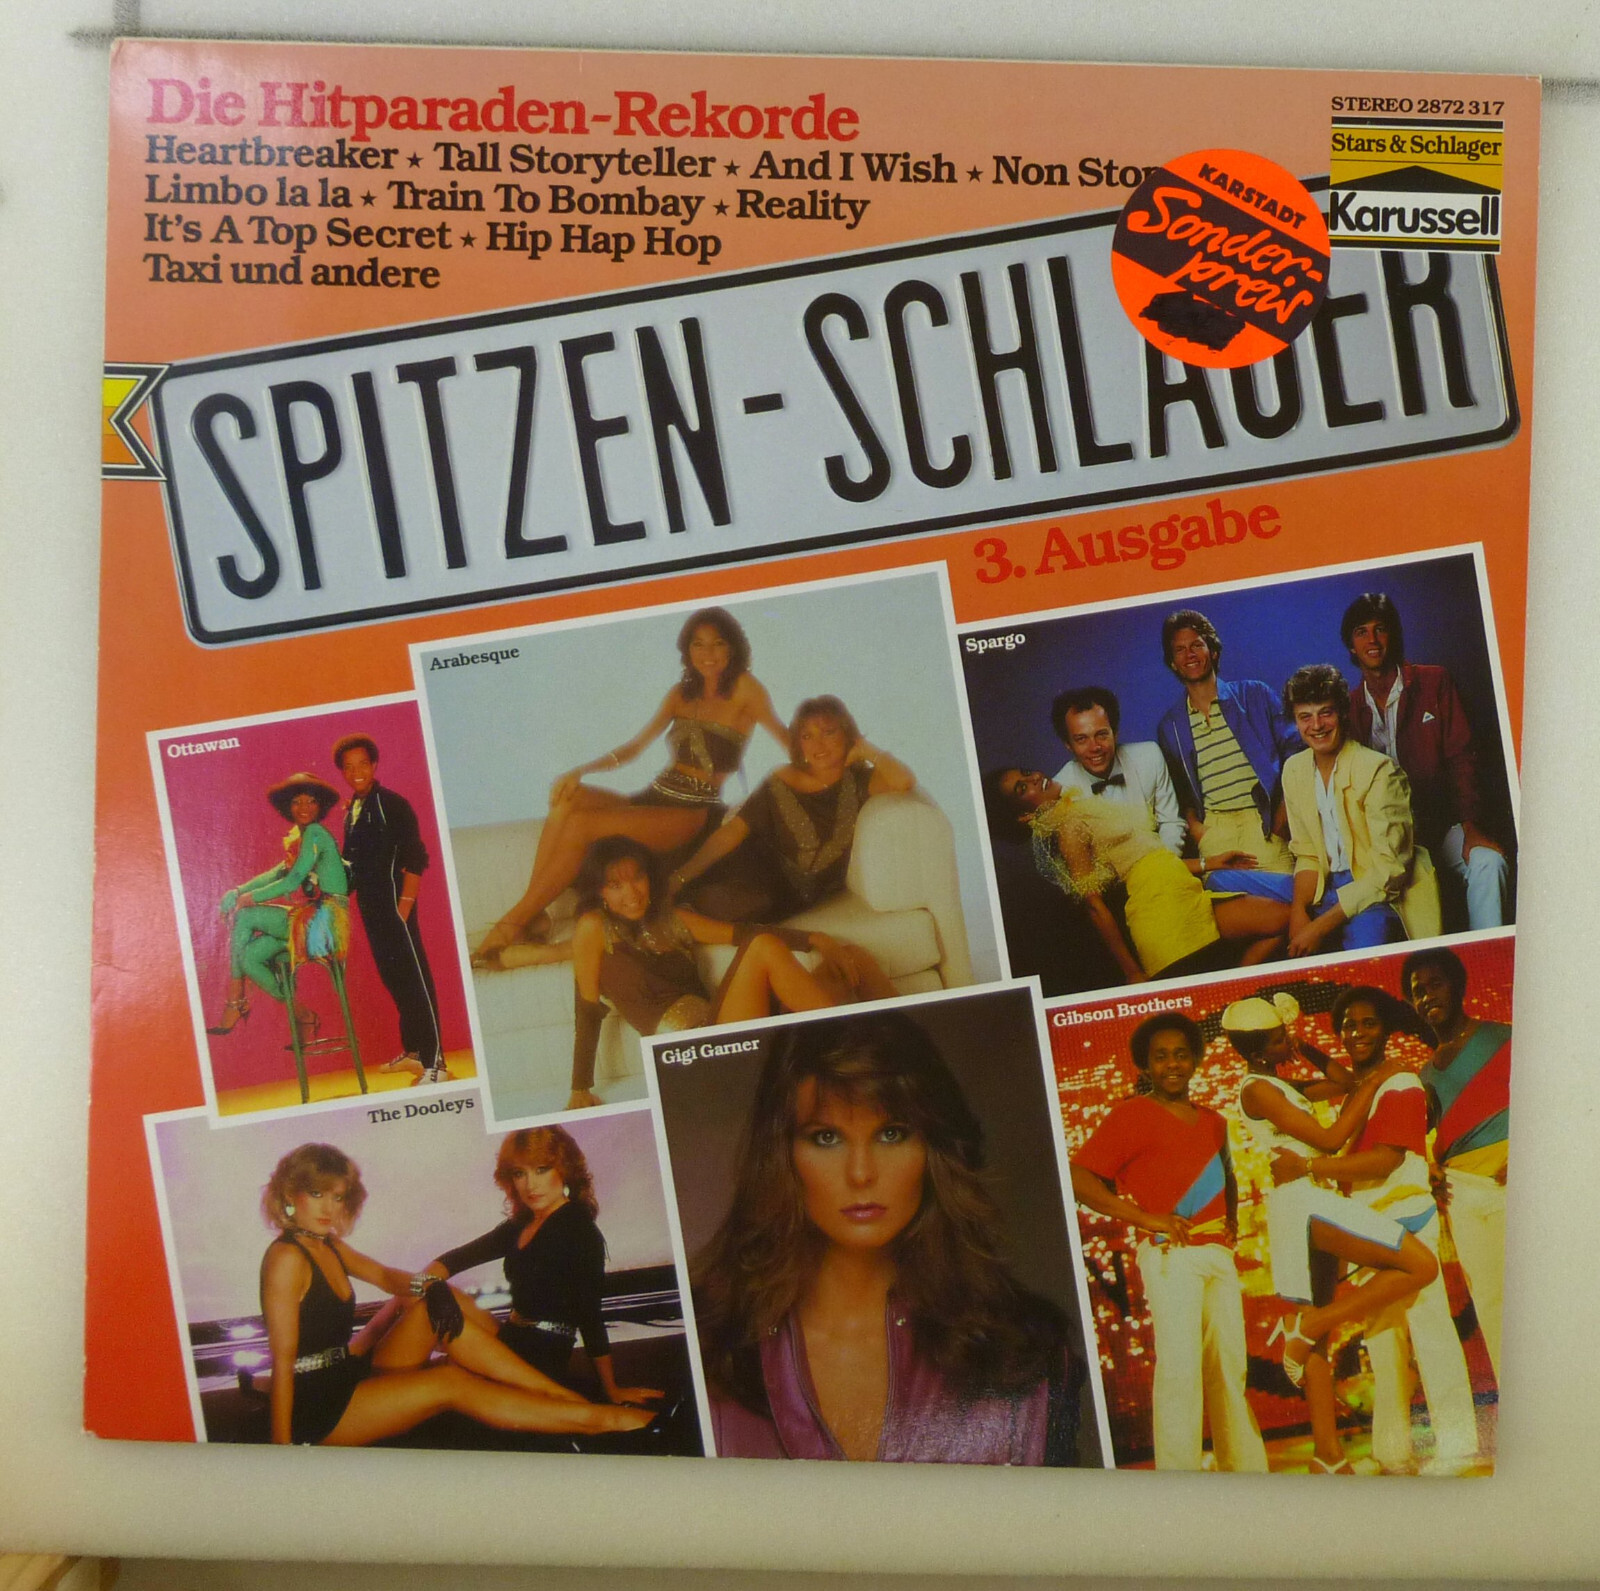 Die Hitparaden-Rekorde
Heartbreaker ★ Tall Storyteller ★ And I Wish ★ Non Stop
Limbo la la ★ Train To Bombay ★ Reality
It's A Top Secret ★ Hip Hap Hop
Taxi und andere
STEREO 2872 317
Stars & Schlager
Karussell
KARSTADT
Sonder-
preis
SPITZEN-SCHLAGER
3. Ausgabe
Arabesque
Spargo
Ottawan
Gibson Brothers
Gigi Garner
The Dooleys